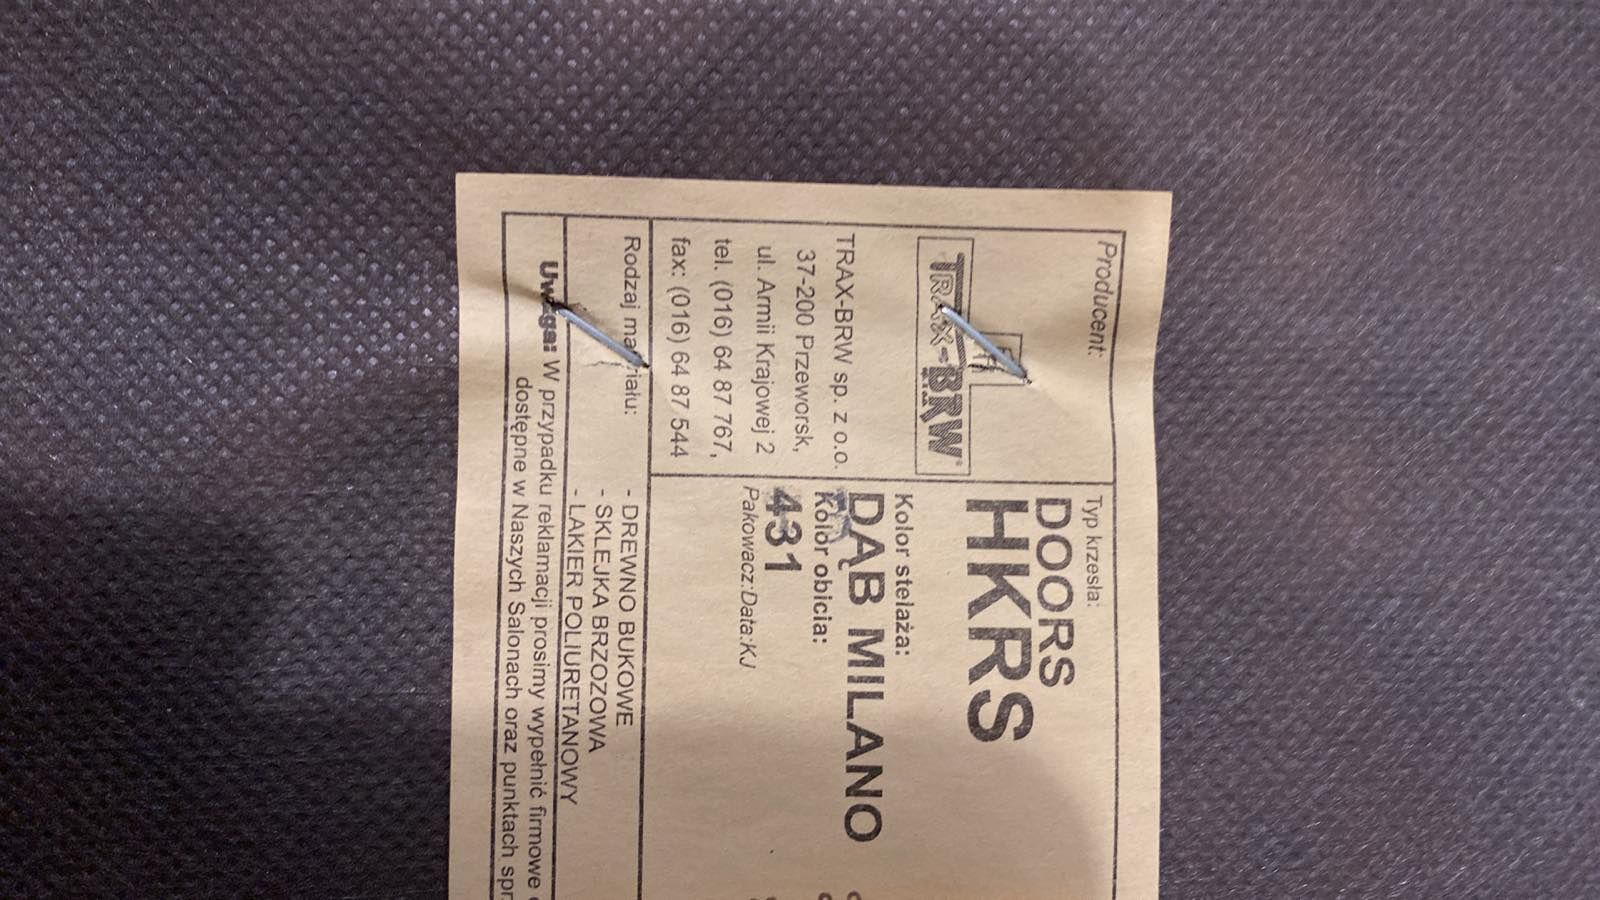 Producent:
TRAX-BRW
TRAX-BRW sp. z o.o.
37-200 Przeworsk,
ul. Armii Krajowej 2
tel. (016) 64 87 767,
fax: (016) 64 87 544
Typ krzesła:
DOORS
HKRS
Kolor stelaża:
DĄB MILANO
Kolor obicia:
431
Pakowacz:Data:KJ
Rodzaj materiału:
- DREWNO BUKOWE
- SKLEJKA BRZOZOWA
- LAKIER POLIURETANOWY
Uwaga: W przypadku reklamacji prosimy wypełnić firmowe
dostępne w Naszych Salonach oraz punktach spr